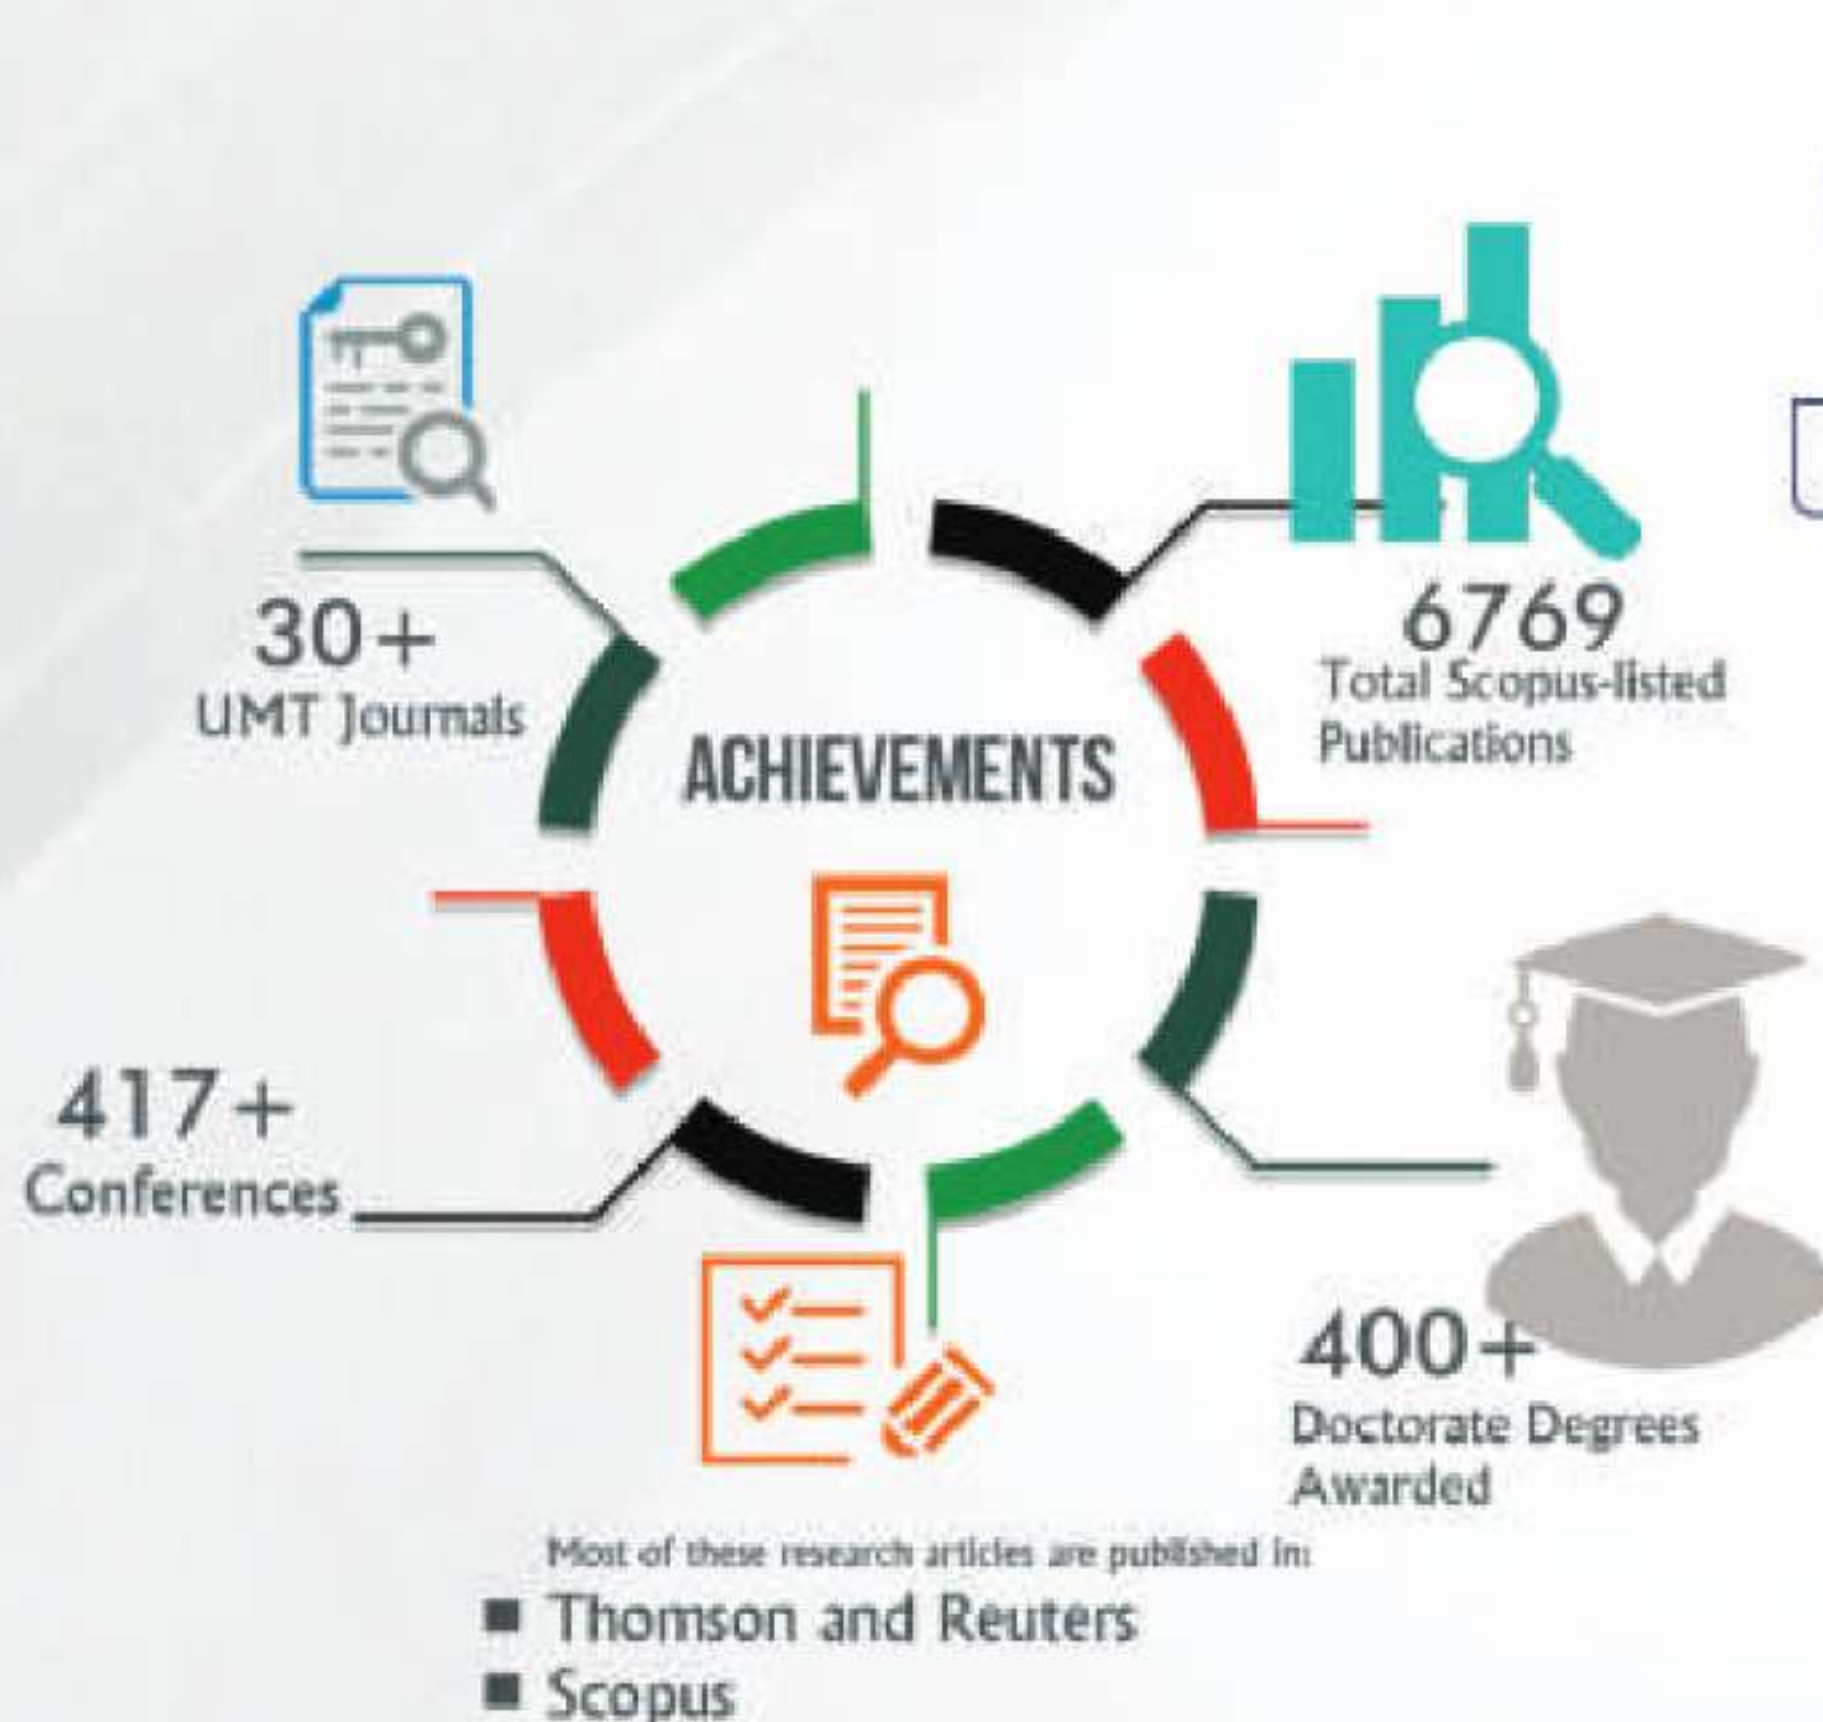 30+
UMT Journals
6769
Total Scopus-listed
Publications
ACHIEVEMENTS
417+
Conferences
400+
Doctorate Degrees
Awarded
Most of these research articles are published in:
■ Thomson and Reuters
■ Scopus